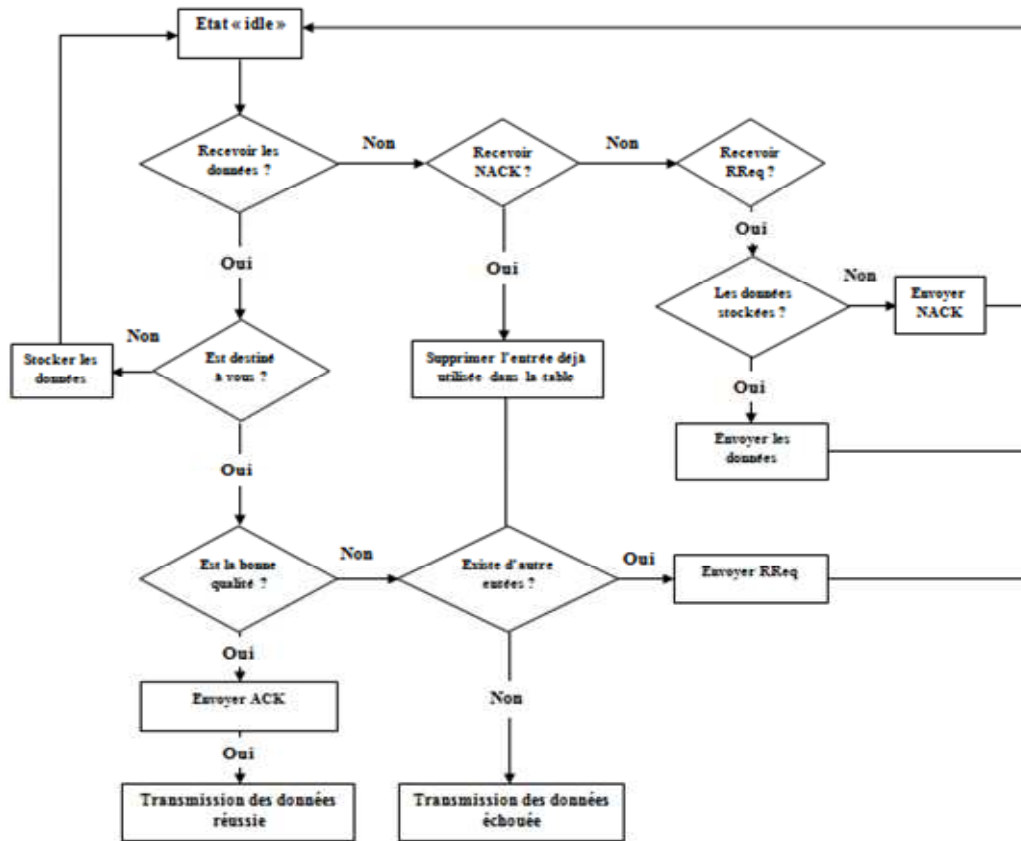 Etat « idle »
Non
Non
Recevoir les
données ?
Recevoir
NACK ?
Recevoir
RReq ?
Oui
Oui
Oui
Non
Les données
stockées ?
Envoyer
NACK
Non
Stocker les
données
Est destiné
à vous ?
Supprimer l'entrée déjà
utilisée dans la table
Oui
Envoyer les
données
Oui
Est la bonne
qualité ?
Non
Existe d'autre
entées ?
Oui
Envoyer RReq
Oui
Envoyer ACK
Non
Oui
Transmission des données
réussie
Transmission des données
échouée